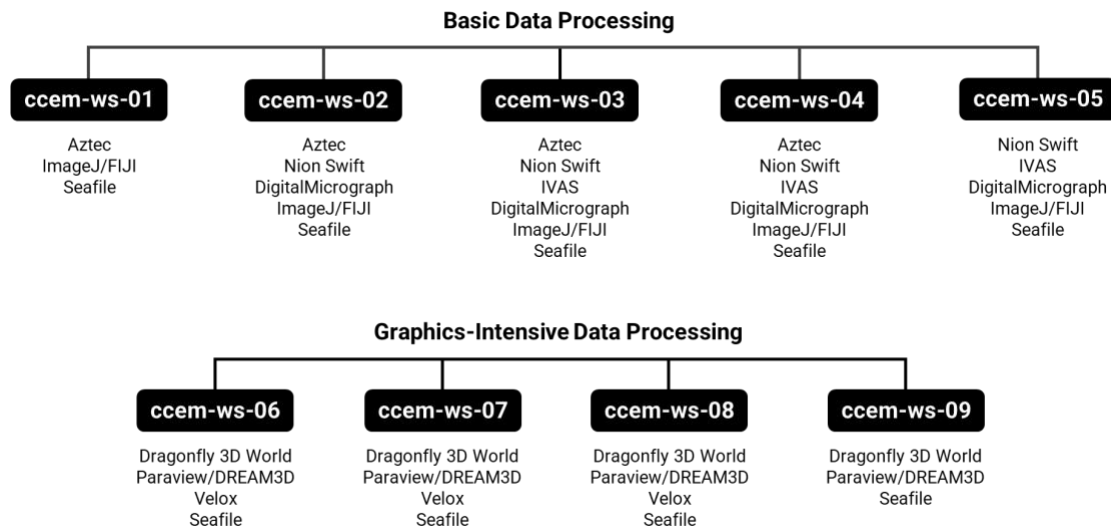 Basic Data Processing
ccem-ws-01
Aztec
ImageJ/FIJI
Seafile
ccem-ws-02
Aztec
Nion Swift
DigitalMicrograph
ImageJ/FIJI
Seafile
ccem-ws-03
Aztec
Nion Swift
IVAS
DigitalMicrograph
ImageJ/FIJI
Seafile
ccem-ws-04
Aztec
Nion Swift
IVAS
DigitalMicrograph
ImageJ/FIJI
Seafile
ccem-ws-05
Nion Swift
IVAS
DigitalMicrograph
ImageJ/FIJI
Seafile
Graphics-Intensive Data Processing
ccem-ws-06
Dragonfly 3D World
Paraview/DREAM3D
Velox
Seafile
ccem-ws-07
Dragonfly 3D World
Paraview/DREAM3D
Velox
Seafile
ccem-ws-08
Dragonfly 3D World
Paraview/DREAM3D
Velox
Seafile
ccem-ws-09
Dragonfly 3D World
Paraview/DREAM3D
Seafile